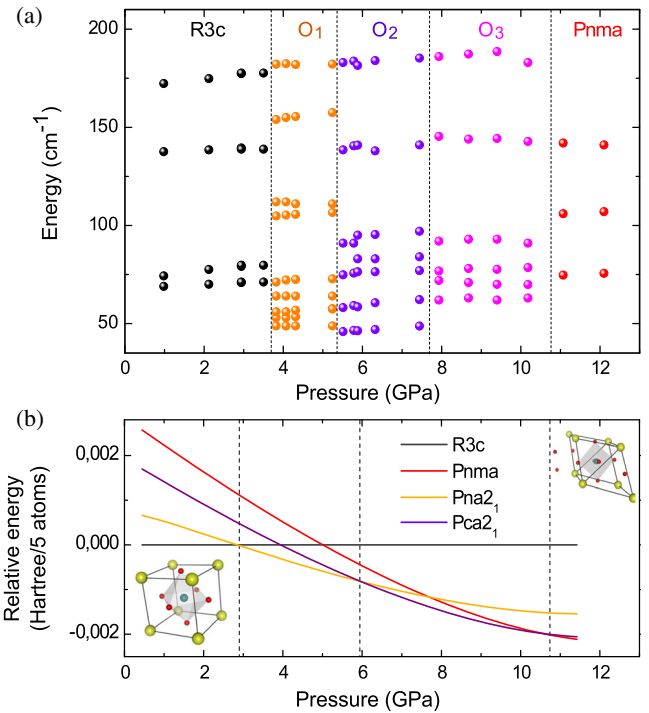 (a)
200
150
100
50
Energy (cm⁻¹)
R3c
O₁
O₂
O₃
Pnma
0 2 4 6 8 10 12
Pressure (GPa)
(b)
0,002
0,000
-0,002
Relative energy
(Hartree/5 atoms)
R3c
Pnma
Pna2₁
Pca2₁
0 2 4 6 8 10 12
Pressure (GPa)